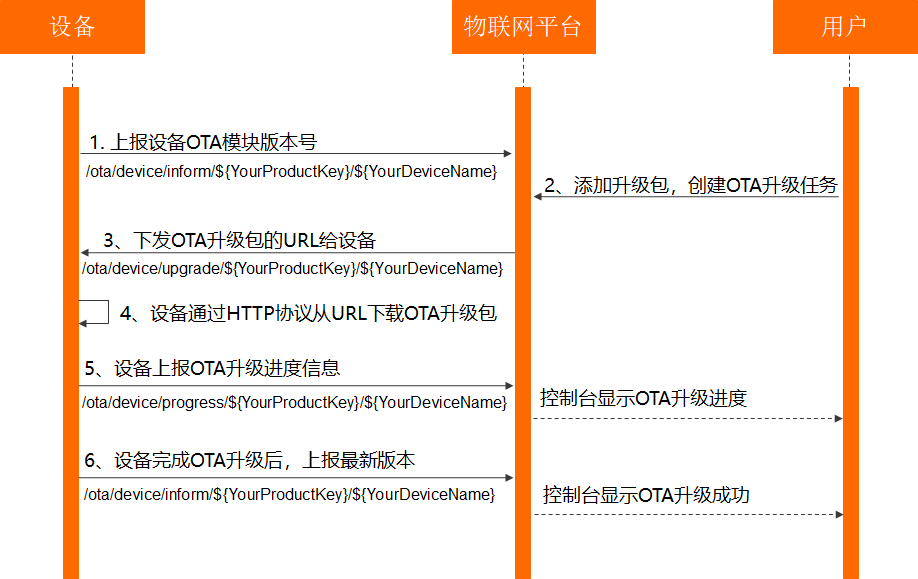 设备
物联网平台
用户
1. 上报设备OTA模块版本号
/ota/device/inform/${YourProductKey}/${YourDeviceName}
2、添加升级包，创建OTA升级任务
3、下发OTA升级包的URL给设备
/ota/device/upgrade/${YourProductKey}/${YourDeviceName}
4、设备通过HTTP协议从URL下载OTA升级包
5、设备上报OTA升级进度信息
/ota/device/progress/${YourProductKey}/${YourDeviceName}
控制台显示OTA升级进度
6、设备完成OTA升级后，上报最新版本
/ota/device/inform/${YourProductKey}/${YourDeviceName}
控制台显示OTA升级成功